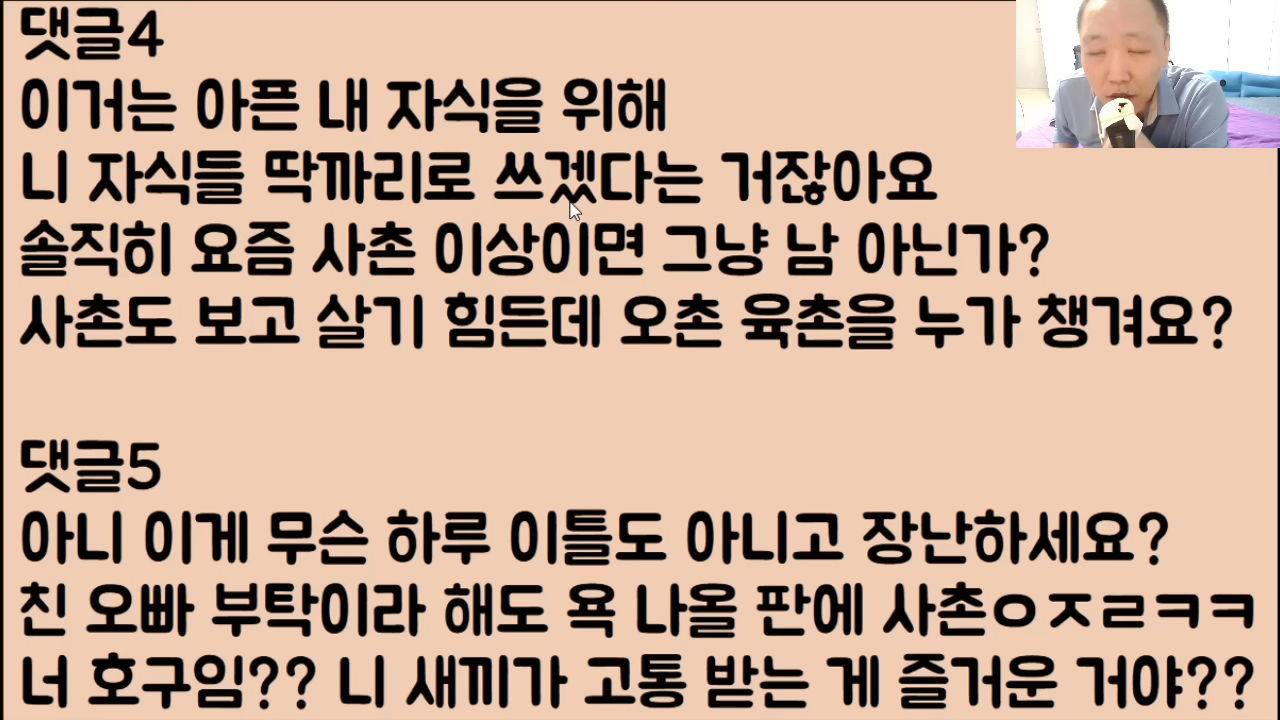 댓글4
이거는 아픈 내 자식을 위해
니 자식들 딱까리로 쓰겠다는 거잖아요
솔직히 요즘 사촌 이상이면 그냥 남 아닌가?
사촌도 보고 살기 힘든데 오촌 육촌을 누가 챙겨요?
댓글5
아니 이게 무슨 하루 이틀도 아니고 장난하세요?
친 오빠 부탁이라 해도 욕 나올 판에 사촌ㅇㅈㄹㅋㅋ
너 호구임?? 니 새끼가 고통 받는 게 즐거운 거야??